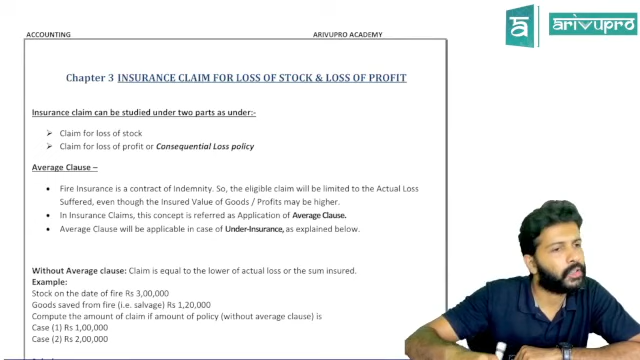 ACCOUNTING ARIVUPRO ACADEMY
ā ARIVUPRO ACADEMY
Chapter 3 INSURANCE CLAIM FOR LOSS OF STOCK & LOSS OF PROFIT
Insurance claim can be studied under two parts as under:-
➢ Claim for loss of stock
➢ Claim for loss of profit or Consequential Loss policy
Average Clause –
• Fire Insurance is a contract of Indemnity. So, the eligible claim will be limited to the Actual Loss
Suffered, even though the Insured Value of Goods / Profits may be higher.
• In Insurance Claims, this concept is referred as Application of Average Clause.
• Average Clause will be applicable in case of Under-Insurance, as explained below.
Without Average clause: Claim is equal to the lower of actual loss or the sum insured.
Example:
Stock on the date of fire Rs 3,00,000
Goods saved from fire (i.e. salvage) Rs 1,20,000
Compute the amount of claim if amount of policy (without average clause) is
Case (1) Rs 1,00,000
Case (2) Rs 2,00,000